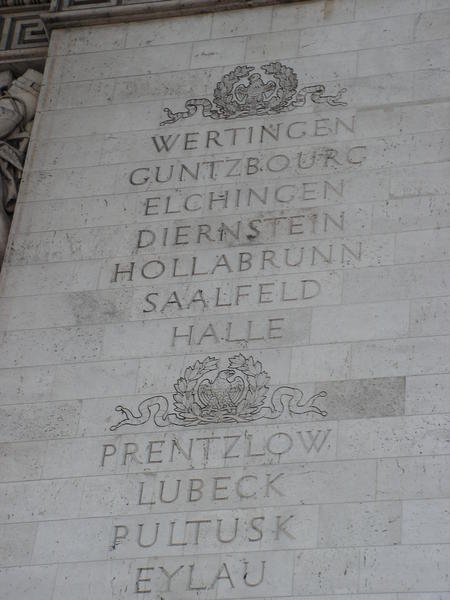 WERTINGEN
GUNTZBOURG
ELCHINGEN
DIERNSTEIN
HOLLABRUNN
SAALFELD
HALLE
PRENTZLOW
LUBECK
PULTUSK
EYLAU